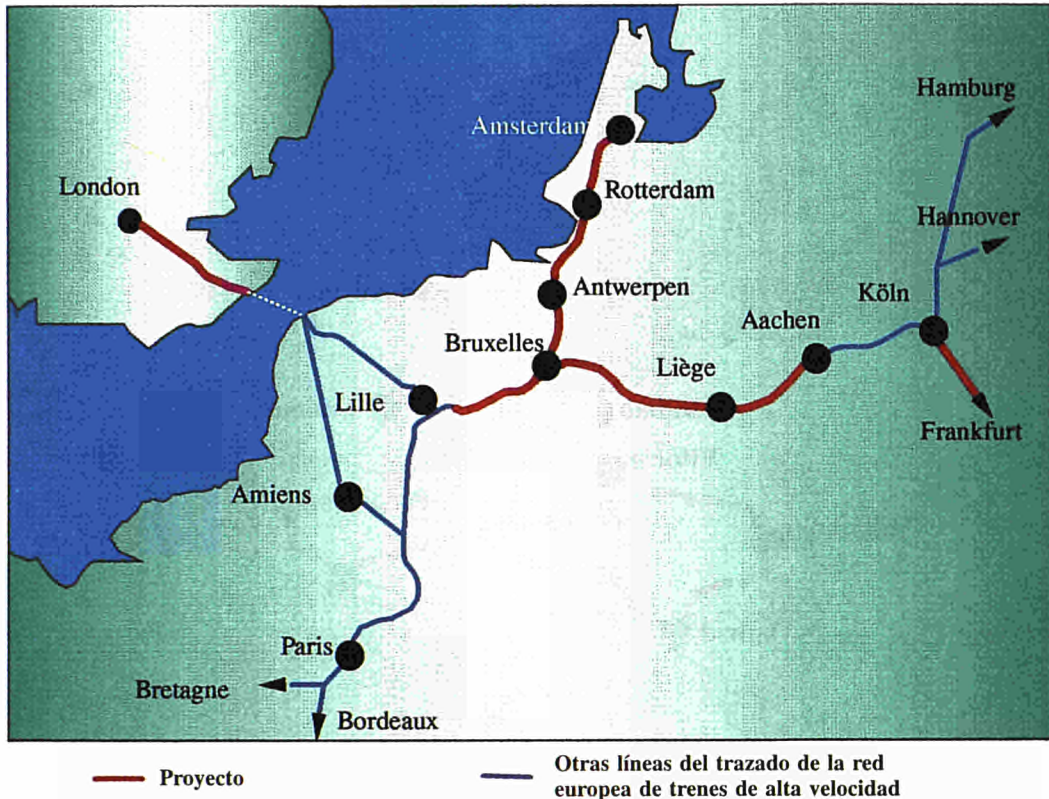 Hamburg
Amsterdam
London
Rotterdam
Hannover
Antwerpen
Köln
Aachen
Bruxelles
Liège
Lille
Frankfurt
Amiens
Paris
Bretagne
Bordeaux
Proyecto
Otras líneas del trazado de la red
europea de trenes de alta velocidad